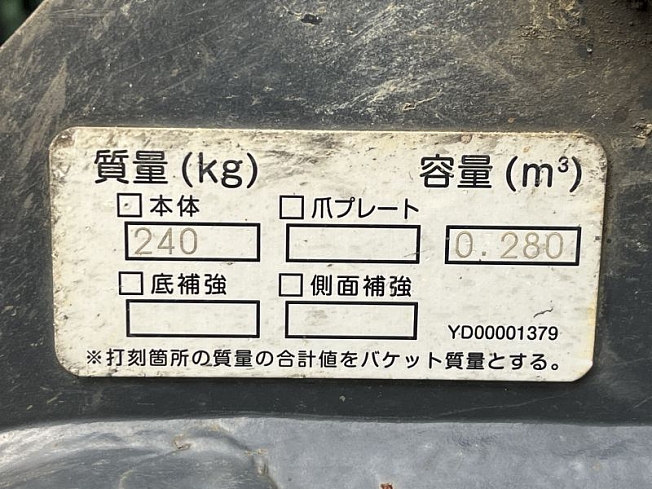 質量(kg) 容量(m³)
□本体 □爪プレート
240 0.280
□底補強 □側面補強
YD00001379
※打刻箇所の質量の合計値をバケット質量とする。